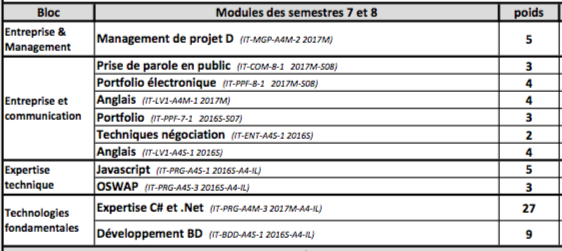 Bloc Modules des semestres 7 et 8 poids
Entreprise & Management Management de projet D (IT-MGP-A4M-2 2017M) 5
Entreprise et communication
Prise de parole en public (IT-COM-8-1 2017M-S08) 3
Portfolio électronique (IT-PPF-8-1 2017M-S08) 4
Anglais (IT-LV1-A4M-1 2017M) 4
Portfolio (IT-PPF-7-1 2016S-S07) 3
Techniques négociation (IT-ENT-A4S-1 2016S) 2
Anglais (IT-LV1-A4S-1 2016S) 4
Expertise technique
Javascript (IT-PRG-A4S-1 2016S-A4-IL) 5
OSWAP (IT-PRG-A4S-3 2016S-A4-IL) 3
Technologies fondamentales
Expertise C# et .Net (IT-PRG-A4M-3 2017M-A4-IL) 27
Développement BD (IT-BDD-A4S-1 2016S-A4-IL) 9